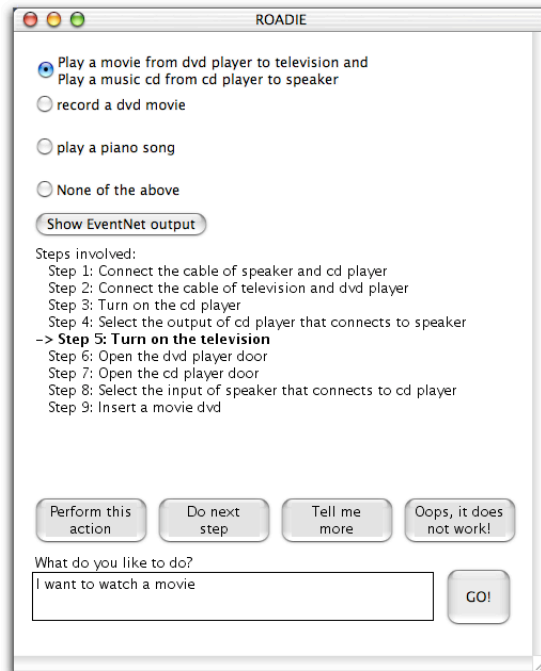 ROADIE
Play a movie from dvd player to television and
Play a music cd from cd player to speaker
record a dvd movie
play a piano song
None of the above
Show EventNet output
Steps involved:
Step 1: Connect the cable of speaker and cd player
Step 2: Connect the cable of television and dvd player
Step 3: Turn on the cd player
Step 4: Select the output of cd player that connects to speaker
-> Step 5: Turn on the television
Step 6: Open the dvd player door
Step 7: Open the cd player door
Step 8: Select the input of speaker that connects to cd player
Step 9: Insert a movie dvd
Perform this
action
Do next
step
Tell me
more
Oops, it does
not work!
What do you like to do?
I want to watch a movie
GO!